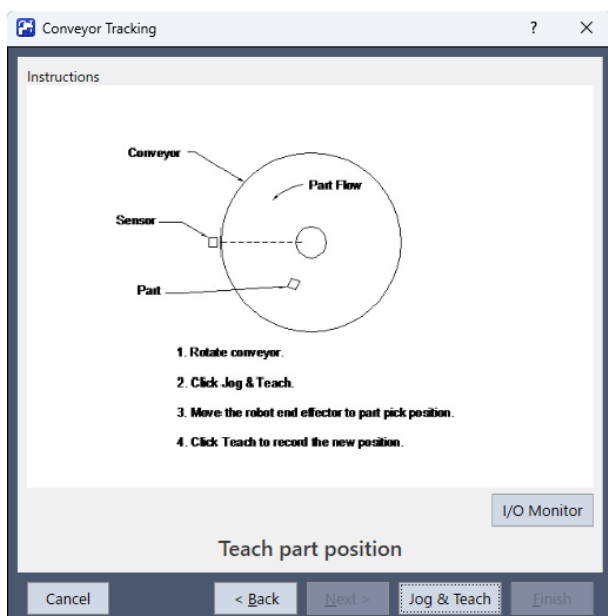 Conveyor Tracking
Instructions
Conveyor
Part Flow
Sensor
Part
1. Rotate conveyor.
2. Click Jog & Teach.
3. Move the robot end effector to part pick position.
4. Click Teach to record the new position.
I/O Monitor
Teach part position
Cancel
< Back
Next >
Jog & Teach
Finish